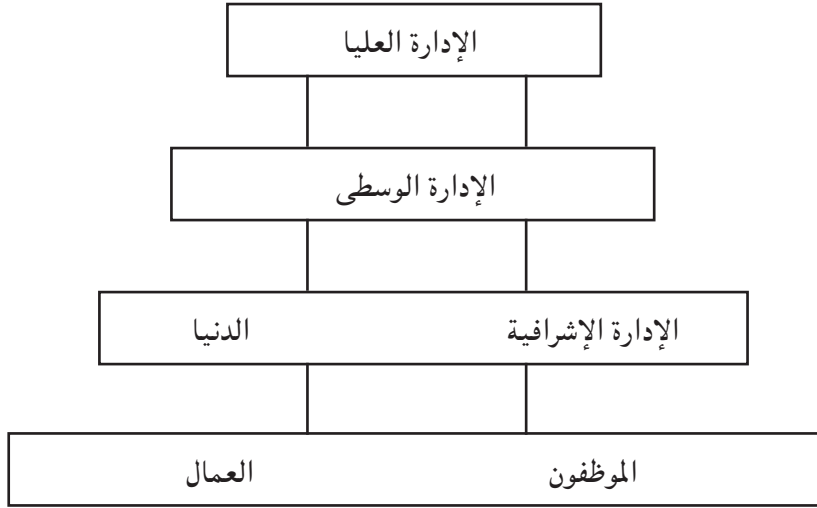 الإدارة العليا
الإدارة الوسطى
الإدارة الإشرافية الدنيا
الموظفون العمال